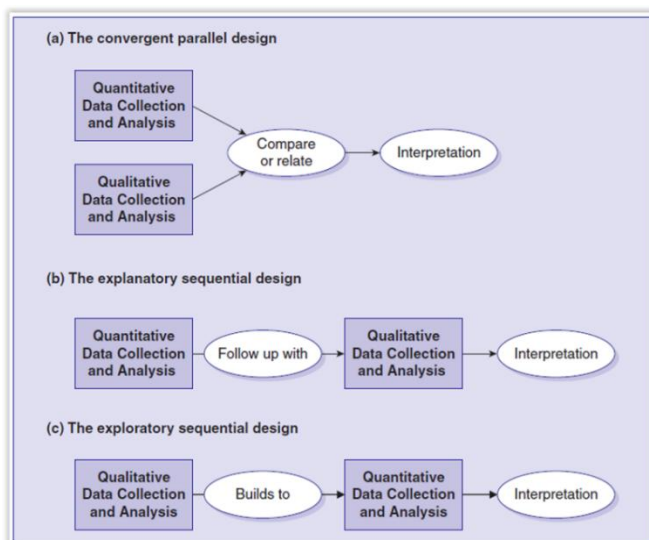 (a) The convergent parallel design
Quantitative
Data Collection
and Analysis
Compare
or relate
Interpretation
Qualitative
Data Collection
and Analysis
(b) The explanatory sequential design
Quantitative
Data Collection
and Analysis
Follow up with
Qualitative
Data Collection
and Analysis
Interpretation
(c) The exploratory sequential design
Qualitative
Data Collection
and Analysis
Builds to
Quantitative
Data Collection
and Analysis
Interpretation